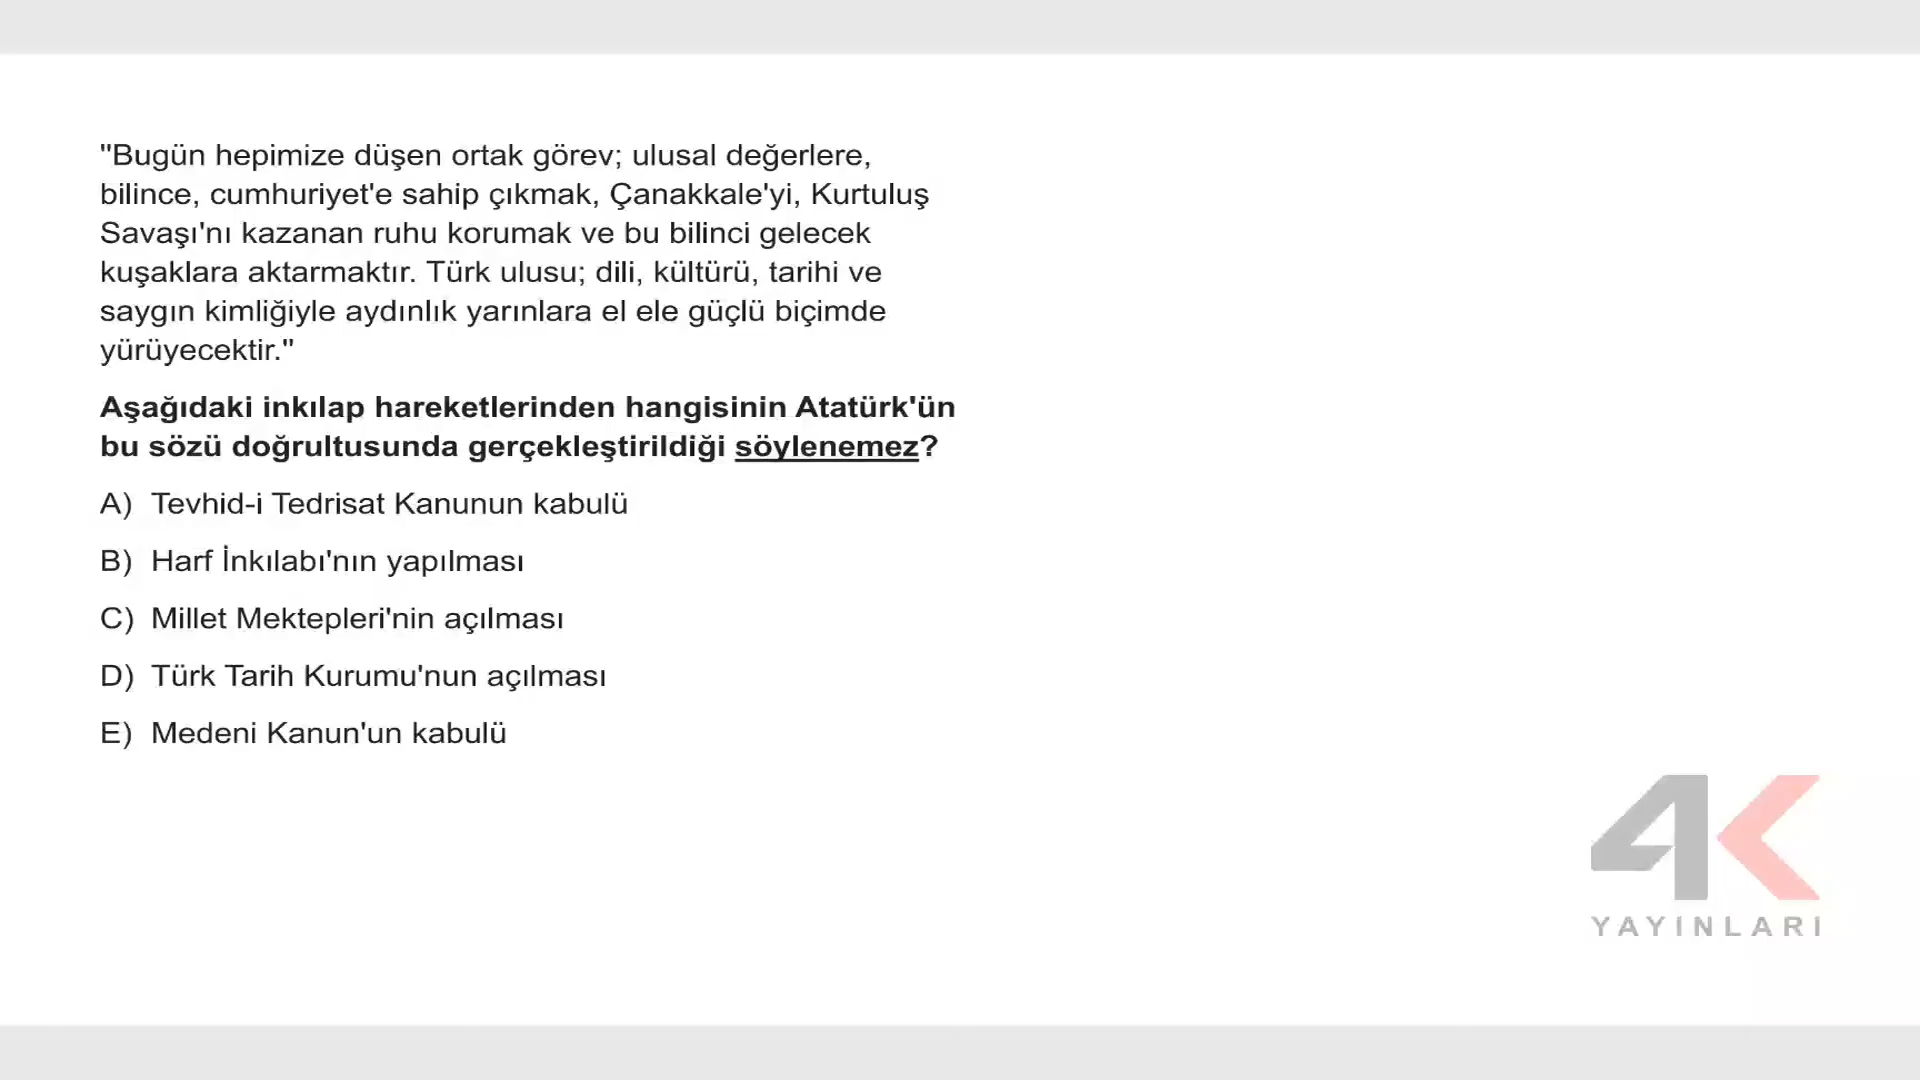 "Bugün hepimize düşen ortak görev; ulusal değerlere,
bilince, cumhuriyet'e sahip çıkmak, Çanakkale'yi, Kurtuluş
Savaşı'nı kazanan ruhu korumak ve bu bilinci gelecek
kuşaklara aktarmaktır. Türk ulusu; dili, kültürü, tarihi ve
saygın kimliğiyle aydınlık yarınlara el ele güçlü biçimde
yürüyecektir."
Aşağıdaki inkılap hareketlerinden hangisinin Atatürk'ün
bu sözü doğrultusunda gerçekleştirildiği söylenemez?
A) Tevhid-i Tedrisat Kanunun kabulü
B) Harf İnkılabı'nın yapılması
C) Millet Mektepleri'nin açılması
D) Türk Tarih Kurumu'nun açılması
E) Medeni Kanun'un kabulü
4K
YAYINLARI